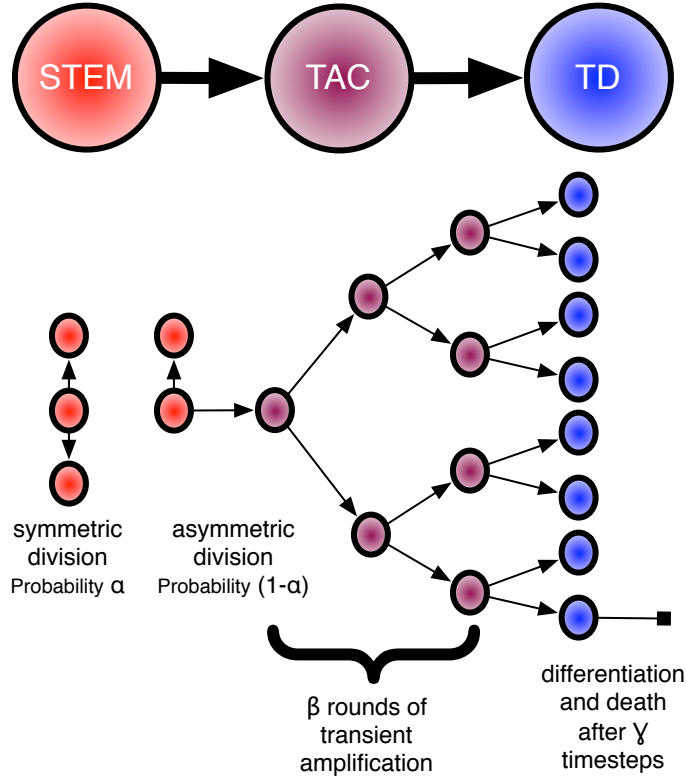 STEM
TAC
TD
symmetric
division
Probability α
asymmetric
division
Probability (1-α)
β rounds of
transient
amplification
differentiation
and death
after Ɣ
timesteps